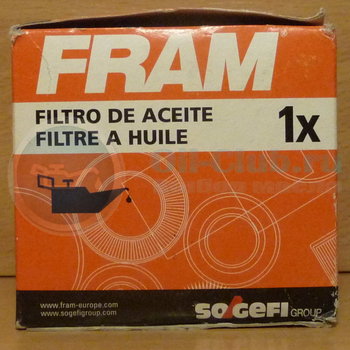 FRAM
FILTRO DE ACEITE
FILTRE A HUILE
1x
www.fram-europe.com
www.sogefigroup.com
SOGEFI GROUP